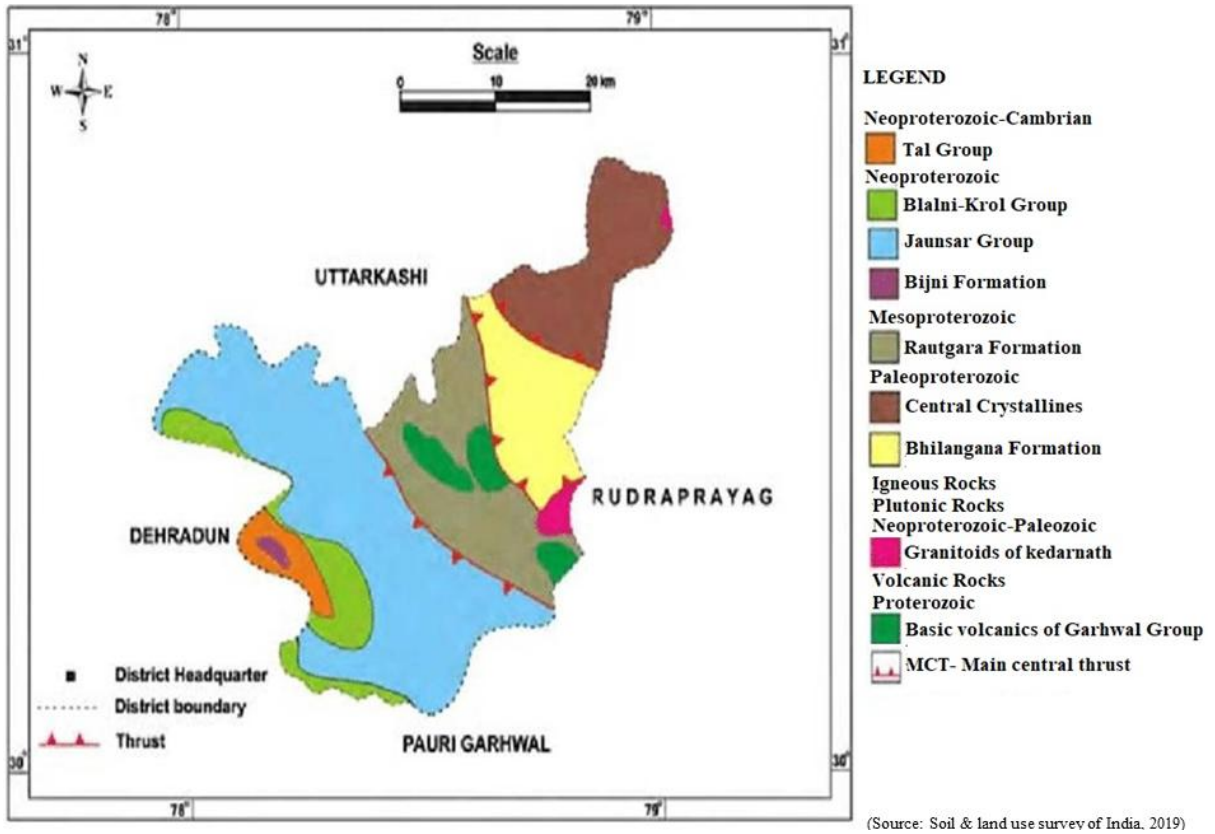 78°
79°
31°
31°
N
W
E
S
Scale
0
10
20 km
UTTARKASHI
RUDRAPRAYAG
DEHRADUN
PAURI GARHWAL
District Headquarter
District boundary
Thrust
30°
30°
78°
79°
LEGEND
Neoproterozoic-Cambrian
Tal Group
Neoproterozoic
Blalni-Krol Group
Jaunsar Group
Bijni Formation
Mesoproterozoic
Rautgara Formation
Paleoproterozoic
Central Crystallines
Bhilangana Formation
Igneous Rocks
Plutonic Rocks
Neoproterozoic-Paleozoic
Granitoids of kedarnath
Volcanic Rocks
Proterozoic
Basic volcanics of Garhwal Group
MCT- Main central thrust
(Source: Soil & land use survey of India, 2019)